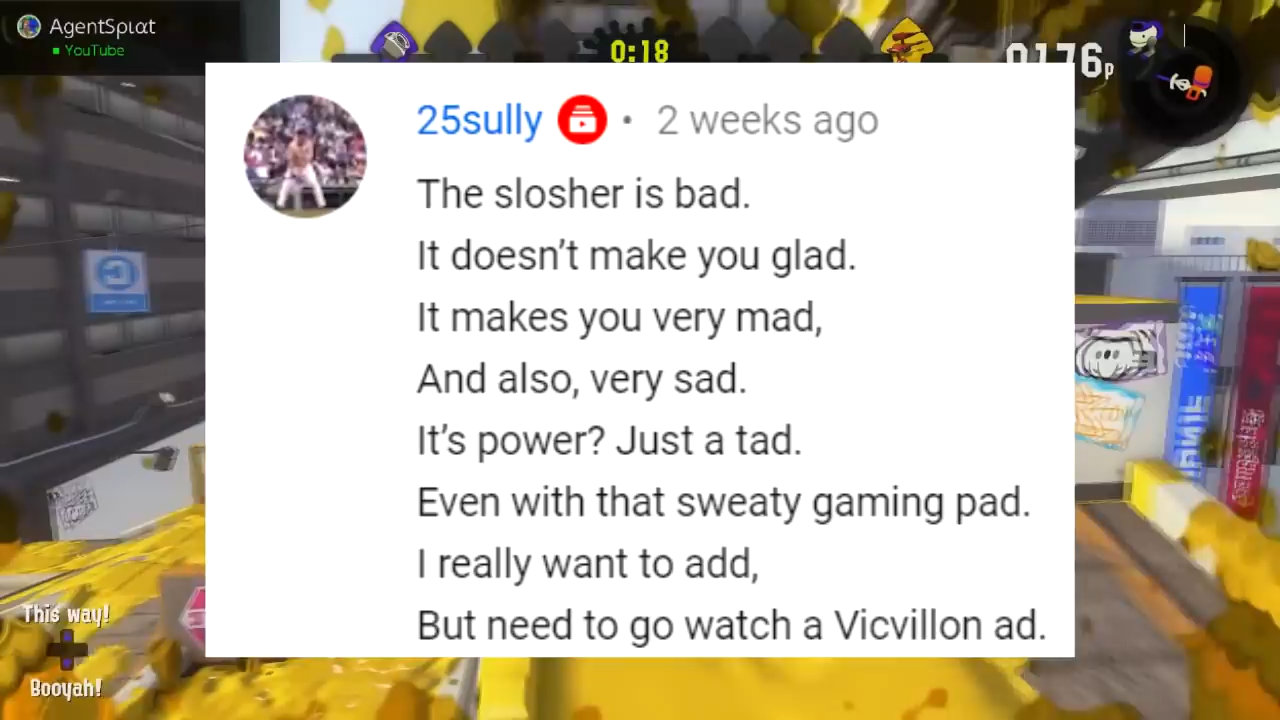 AgentSplat
YouTube
0:18
0176p
25sully • 2 weeks ago
The slosher is bad.
It doesn’t make you glad.
It makes you very mad,
And also, very sad.
It’s power? Just a tad.
Even with that sweaty gaming pad.
I really want to add,
But need to go watch a Vicvillon ad.
This way!
Booyah!